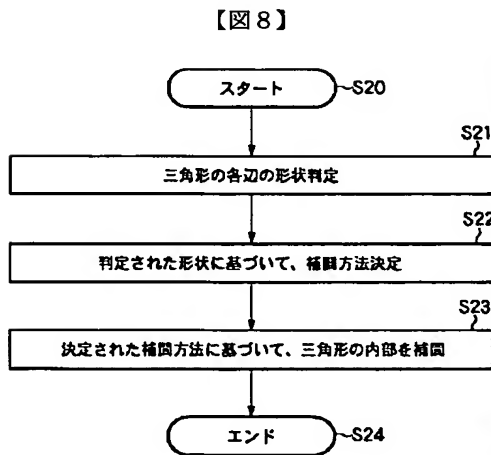 【図８】
スタート
S20
S21
三角形の各辺の形状判定
S22
判定された形状に基づいて、補間方法決定
S23
決定された補間方法に基づいて、三角形の内部を補間
エンド
S24